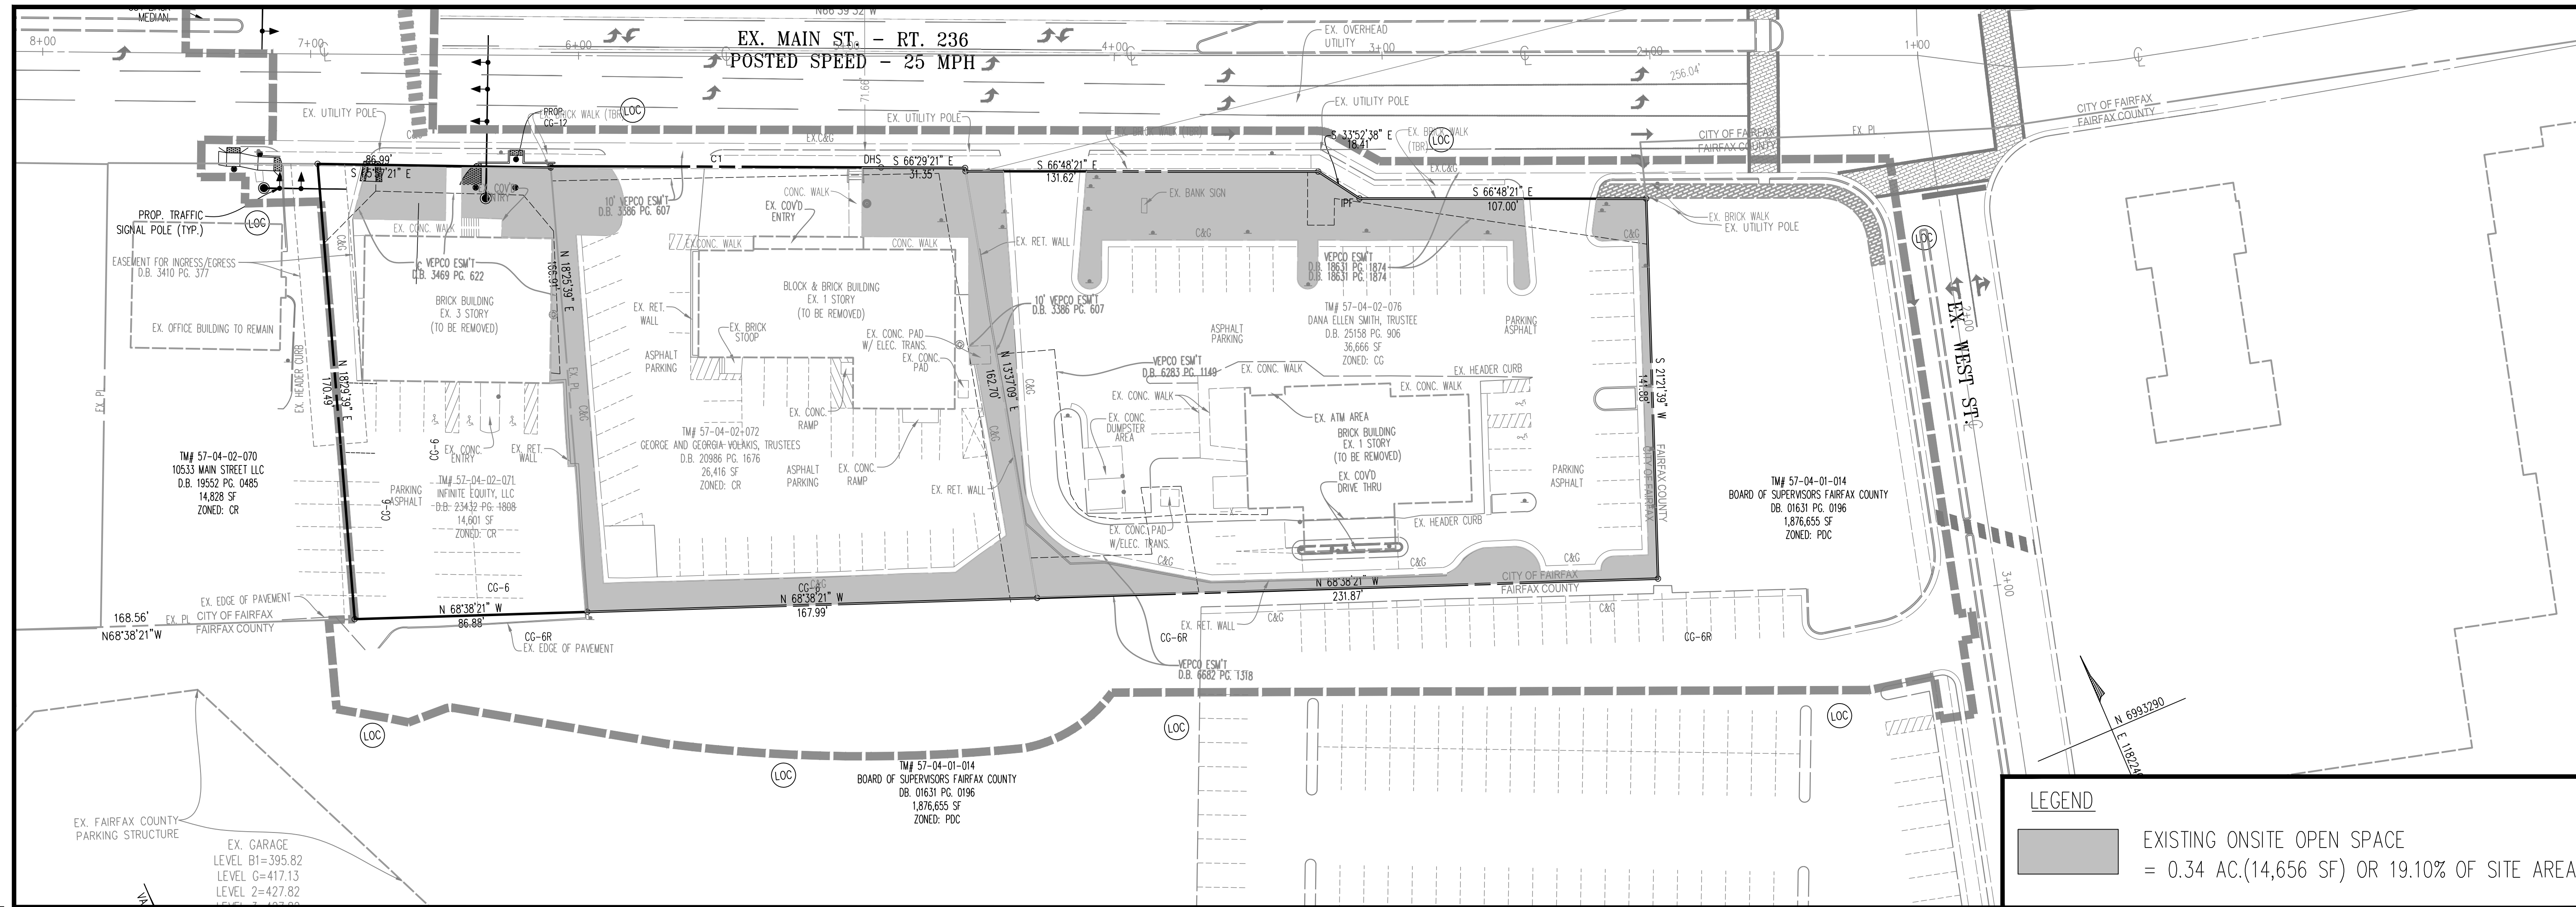 MEDIAN.
8+00
7+00
6+00
N66°39'32"W
EX. MAIN ST. - RT. 236
POSTED SPEED - 25 MPH
4+00
EX. OVERHEAD
UTILITY
3+00
2+00
1+00
256.04'
71.66'
EX. UTILITY POLE
PROP.
CG-12
BRICK WALK (TBR)
LOC
EX. UTILITY POLE
EX.C&G
EX. UTILITY POLE
S 33°52'38" E
18.41'
EX. BRICK WALK
(TBR)
LOC
CITY OF FAIRFAX
FAIRFAX COUNTY
EX. PL
CITY OF FAIRFAX
FAIRFAX COUNTY
86.99'
C1
DHS
S 66°29'21" E
31.35'
S 66°48'21" E
131.62'
EX.C&G
S 66°48'21" E
107.00'
IPF
PROP. TRAFFIC
SIGNAL POLE (TYP.)
LOC
EX. COV'D
ENTRY
10' VEPCO ESM'T
D.B. 3386 PG. 607
CONC. WALK
EX. COV'D
ENTRY
EX. BANK SIGN
EX. BRICK WALK
EX. UTILITY POLE
EX. CONC. WALK
EX.CONC. WALK
CONC. WALK
EX. RET. WALL
C&G
C&G
LOC
EASEMENT FOR INGRESS/EGRESS
D.B. 3410 PG. 377
C&G
VEPCO ESM'T
D.B. 3469 PG. 622
N 18°25'39" E
166.91'
VEPCO ESM'T
D.B. 18631 PG. 1874
D.B. 18631 PG. 1874
BRICK BUILDING
EX. 3 STORY
(TO BE REMOVED)
EX. RET.
WALL
BLOCK & BRICK BUILDING
EX. 1 STORY
(TO BE REMOVED)
10' VEPCO ESM'T
D.B. 3386 PG. 607
TM# 57-04-02-076
DANA ELLEN SMITH, TRUSTEE
D.B. 25158 PG. 906
36,666 SF
ZONED: CG
PARKING
ASPHALT
EX. WEST ST.
2+00
EX. OFFICE BUILDING TO REMAIN
EX. BRICK
STOOP
EX. CONC. PAD
W/ ELEC. TRANS.
ASPHALT
PARKING
EX. HEADER CURB
ASPHALT
PARKING
EX. CONC.
PAD
VEPCO ESM'T
D.B. 6283 PG. 1149
EX. CONC. WALK
EX. HEADER CURB
EX. PL
N 18°29'39" E
170.49'
EX. PL
C&G
N 13°37'09" E
162.70'
C&G
C&G
EX. CONC. WALK
EX. CONC. WALK
S 21°21'39" W
141.88'
EX. CONC.
RAMP
EX. CONC.
DUMPSTER
AREA
EX. ATM AREA
BRICK BUILDING
EX. 1 STORY
(TO BE REMOVED)
EX. COV'D
DRIVE THRU
CG-6
CG-6
EX. CONC.
ENTRY
EX. RET.
WALL
TM# 57-04-02-072
GEORGE AND GEORGIA VOLAKIS, TRUSTEES
D.B. 20986 PG. 1676
26,416 SF
ZONED: CR
ASPHALT
PARKING
EX. CONC.
RAMP
EX. RET. WALL
PARKING
ASPHALT
FAIRFAX COUNTY
CITY OF FAIRFAX
TM# 57-04-02-070
10533 MAIN STREET LLC
D.B. 19552 PG. 0485
14,828 SF
ZONED: CR
PARKING
ASPHALT
TM# 57-04-02-071
INFINITE EQUITY, LLC
D.B. 23432 PG. 1808
14,601 SF
ZONED: CR
TM# 57-04-01-014
BOARD OF SUPERVISORS FAIRFAX COUNTY
DB. 01631 PG. 0196
1,876,655 SF
ZONED: PDC
EX. CONC. PAD
W/ELEC. TRANS.
EX. HEADER CURB
C&G
C&G
C&G
CG-6
C&G
CG-6
N 68°38'21" W
167.99'
N 68°38'21" W
231.87'
CITY OF FAIRFAX
FAIRFAX COUNTY
3+00
EX. EDGE OF PAVEMENT
168.56'
N68°38'21"W
EX. PL
CITY OF FAIRFAX
FAIRFAX COUNTY
N 68°38'21" W
86.88'
CG-6R
EX. EDGE OF PAVEMENT
EX. RET. WALL
C&G
C&G
CG-6R
CG-6R
VEPCO ESM'T
D.B. 6682 PG. 1318
LOC
LOC
LOC
LOC
N 6993290
TM# 57-04-01-014
BOARD OF SUPERVISORS FAIRFAX COUNTY
DB. 01631 PG. 0196
1,876,655 SF
ZONED: PDC
EX. FAIRFAX COUNTY
PARKING STRUCTURE
EX. GARAGE
LEVEL B1=395.82
LEVEL G=417.13
LEVEL 2=427.82
LEGEND
EXISTING ONSITE OPEN SPACE
= 0.34 AC.(14,656 SF) OR 19.10% OF SITE AREA